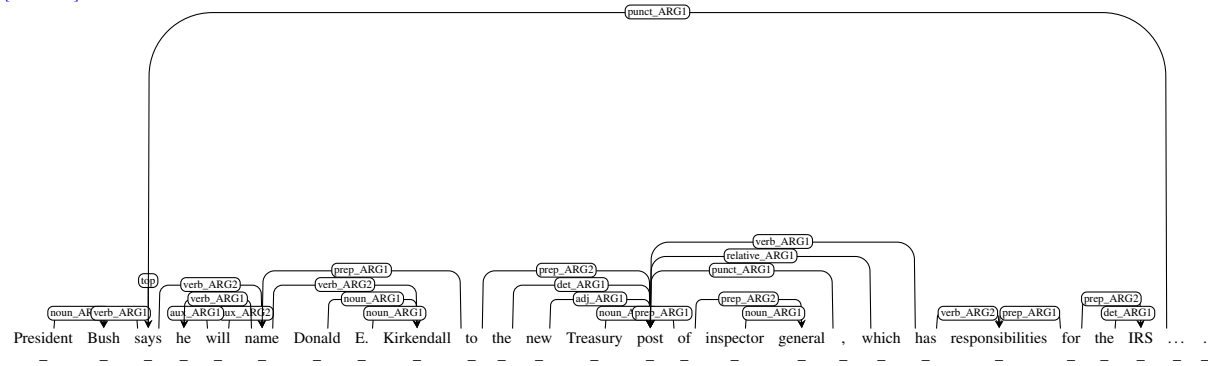 punct_ARG1
verb_ARG1
relative_ARG1
prep_ARG1 prep_ARG2 punct_ARG1
top verb_ARG2 verb_ARG2 det_ARG1
verb_ARG1 noun_ARG1 adj_ARG1 prep_ARG2 prep_ARG2
verb_ARG1 aux_ARG1 noun_ARG1 prep_ARG1 noun_ARG1 verb_ARG2 prep_ARG1 det_ARG1
President Bush says he will name Donald E. Kirkendall to the new Treasury post of inspector general , which has responsibilities for the IRS ... .
_ _ _ _ _ _ _ _ _ _ _ _ _ _ _ _ _ _ _ _ _ _ _ _ _ _